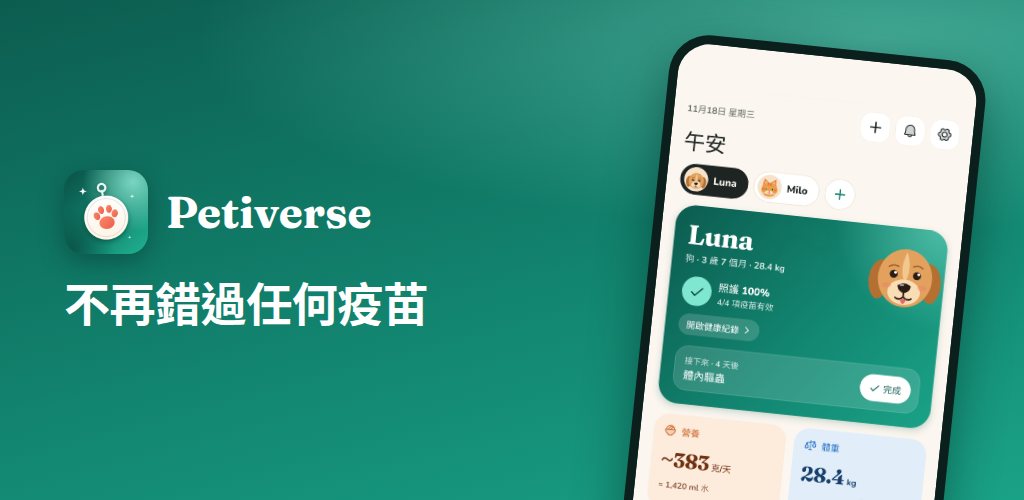 Petiverse
不再錯過任何疫苗
11月18日 星期三
午安
Luna
Milo
Luna
狗 · 3 歲 7 個月 · 28.4 kg
照護 100%
4/4 項疫苗有效
開啟健康紀錄
接下來 · 4 天後
體內驅蟲
完成
營養
~383 克/天
≈ 1,420 ml 水
體重
28.4 kg